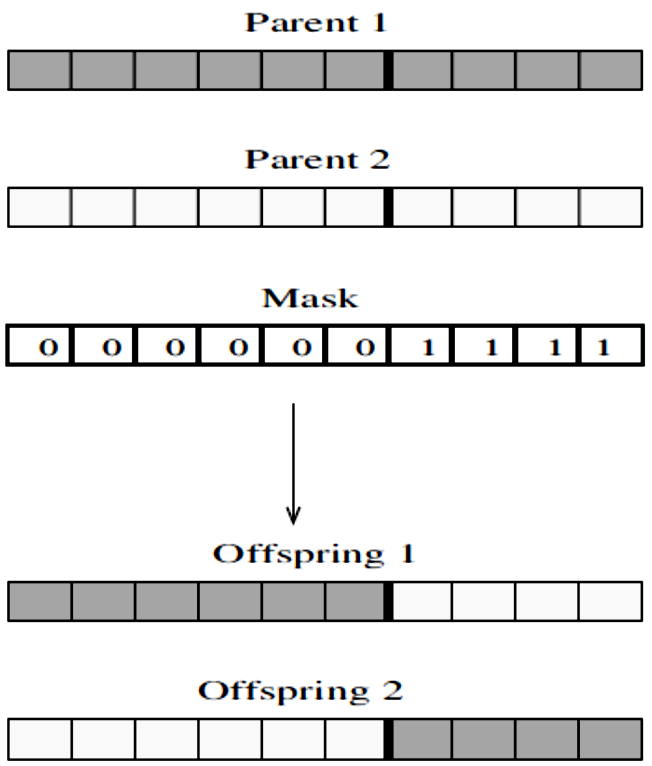 Parent 1
Parent 2
Mask
0 0 0 0 0 0 1 1 1 1
Offspring 1
Offspring 2